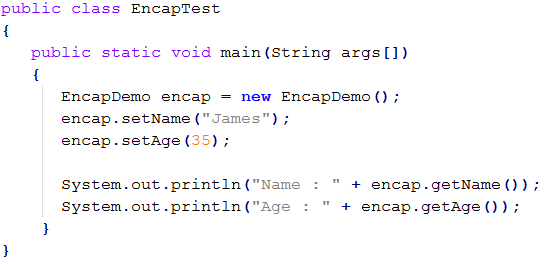 public class EncapTest
{
public static void main(String args[])
{
EncapDemo encap = new EncapDemo();
encap.setName("James");
encap.setAge(35);
System.out.println("Name : " + encap.getName());
System.out.println("Age : " + encap.getAge());
}
}